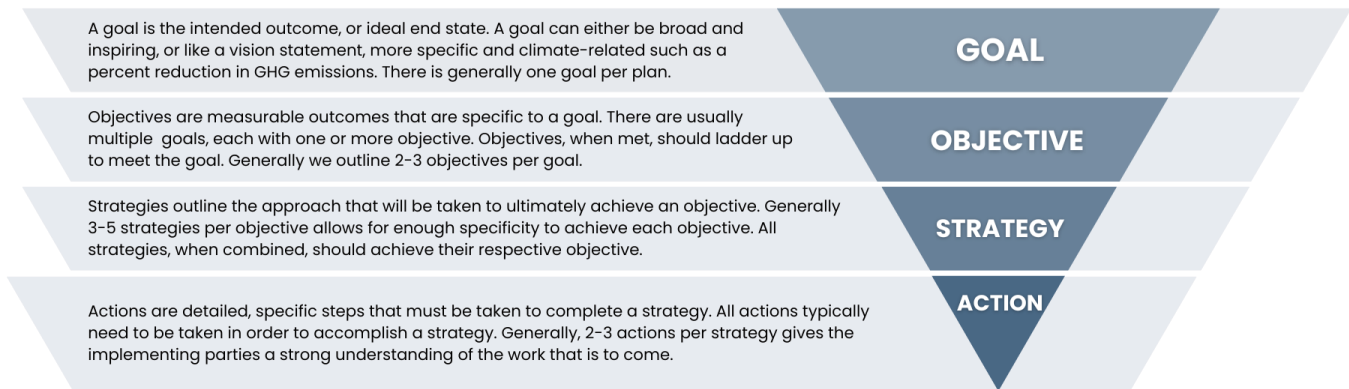 A goal is the intended outcome, or ideal end state. A goal can either be broad and
inspiring, or like a vision statement, more specific and climate-related such as a
percent reduction in GHG emissions. There is generally one goal per plan.
GOAL
Objectives are measurable outcomes that are specific to a goal. There are usually
multiple  goals, each with one or more objective. Objectives, when met, should ladder up
to meet the goal. Generally we outline 2-3 objectives per goal.
OBJECTIVE
Strategies outline the approach that will be taken to ultimately achieve an objective. Generally
3-5 strategies per objective allows for enough specificity to achieve each objective. All
strategies, when combined, should achieve their respective objective.
STRATEGY
Actions are detailed, specific steps that must be taken to complete a strategy. All actions typically
need to be taken in order to accomplish a strategy. Generally, 2-3 actions per strategy gives the
implementing parties a strong understanding of the work that is to come.
ACTION